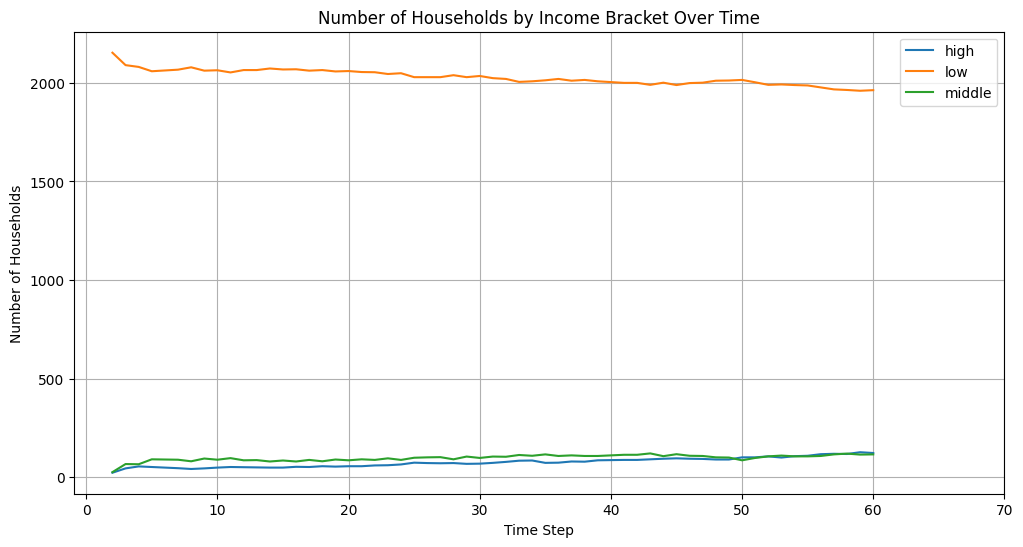 Number of Households by Income Bracket Over Time
high
low
middle
Number of Households
2000
1500
1000
500
0
0 10 20 30 40 50 60 70
Time Step